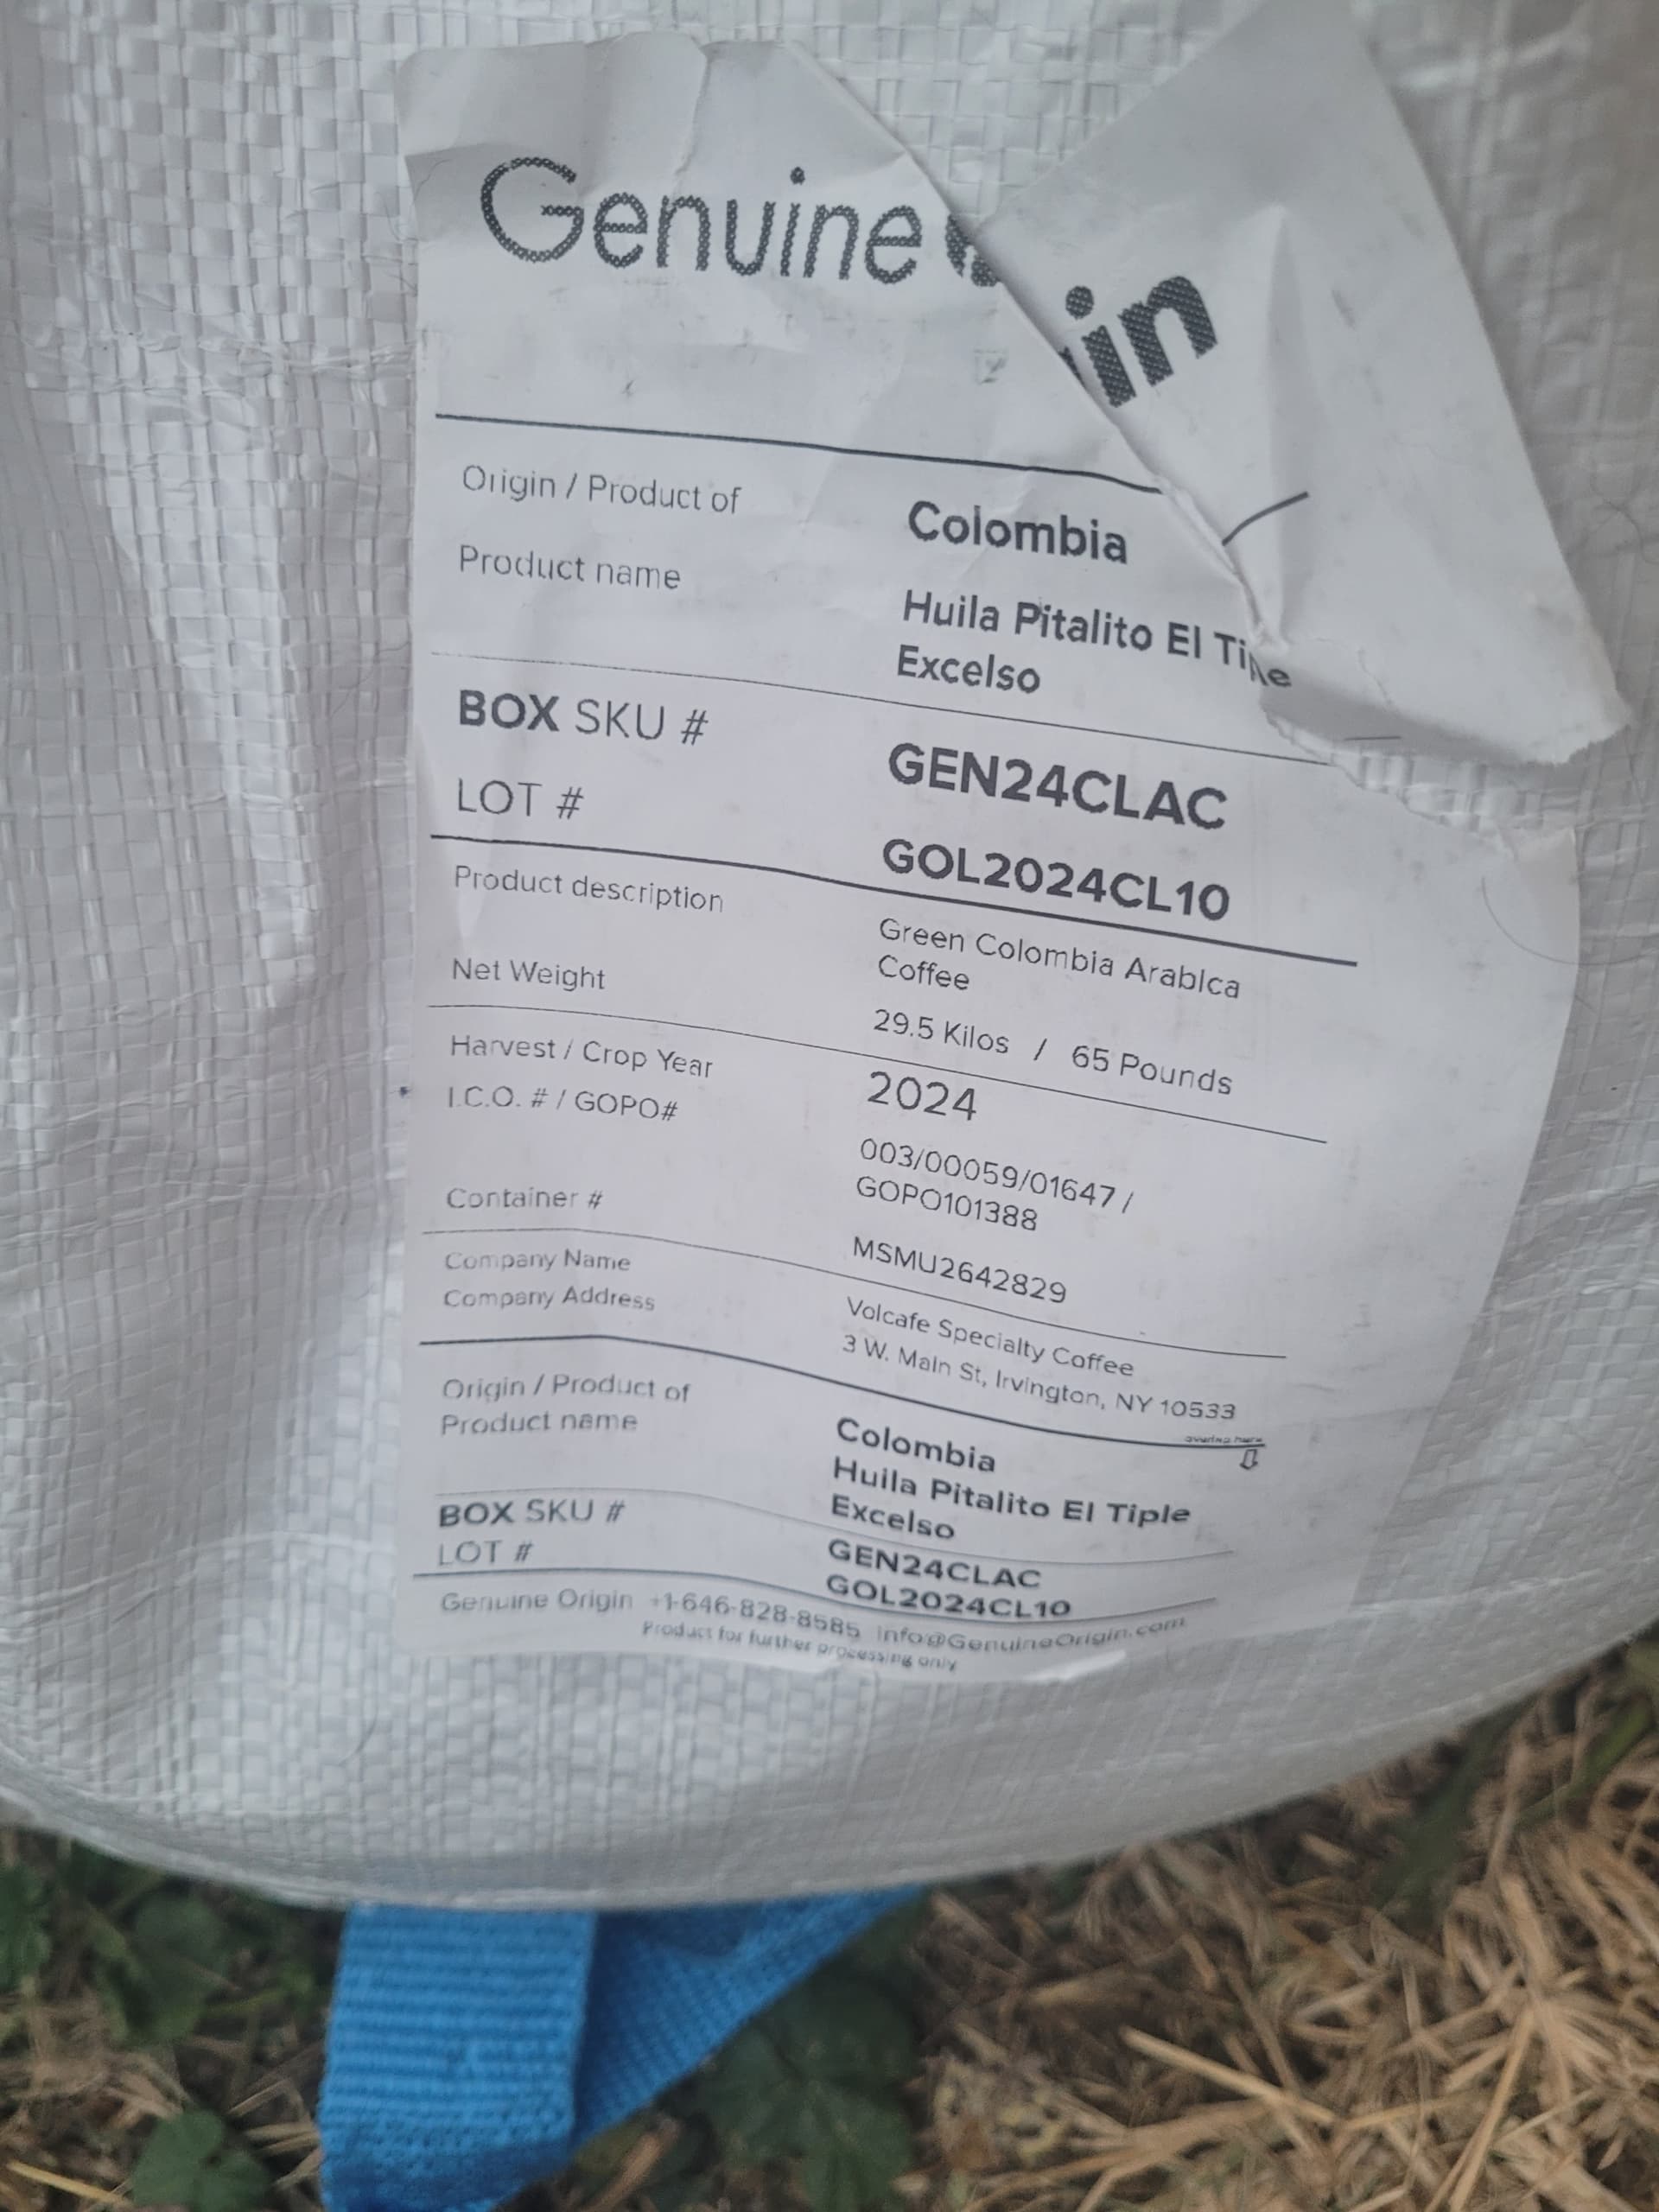 Genuine in
Origin / Product of Colombia
Product name Huila Pitalito El Tiple
Excelso
BOX SKU # GEN24CLAC
LOT # GOL2024CL10
Product description Green Colombia Arabica
Coffee
Net Weight 29.5 Kilos / 65 Pounds
Harvest / Crop Year 2024
I.C.O. # / GOPO# 003/00059/01647 /
GOPO101388
Container # MSMU2642829
Company Name Volcafe Specialty Coffee
Company Address 3 W. Main St, Irvington, NY 10533
Origin / Product of Colombia
Product name Huila Pitalito El Tiple
Excelso
BOX SKU # GEN24CLAC
LOT # GOL2024CL10
Genuine Origin +1-646-828-8585 info@GenuineOrigin.com
Product for further processing only